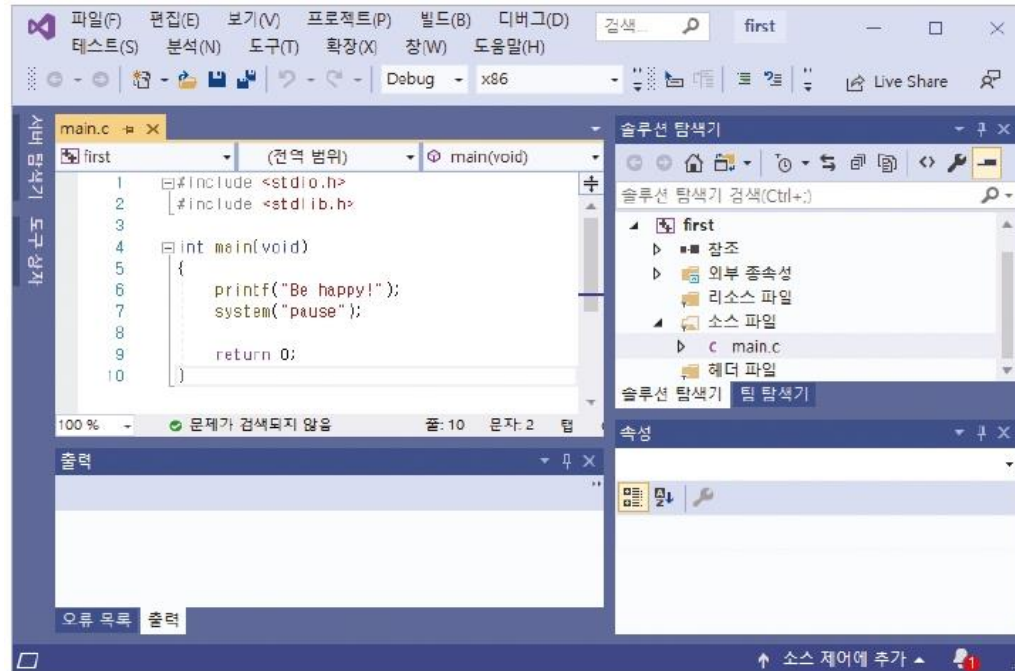 파일(F) 편집(E) 보기(V) 프로젝트(P) 빌드(B) 디버그(D) 검색... first
테스트(S) 분석(N) 도구(T) 확장(X) 창(W) 도움말(H)
Debug x86 Live Share
서버 탐색기
도구 상자
main.c
first (전역 범위) main(void)
1 #include <stdio.h>
2 #include <stdlib.h>
3
4 int main(void)
5 {
6 printf("Be happy!");
7 system("pause");
8
9 return 0;
10 }
100 % 문제가 검색되지 않음 줄: 10 문자: 2 탭
출력
오류 목록 출력
솔루션 탐색기
솔루션 탐색기 검색(Ctrl+;)
first
참조
외부 종속성
리소스 파일
소스 파일
c main.c
헤더 파일
솔루션 탐색기 팀 탐색기
속성
소스 제어에 추가 1